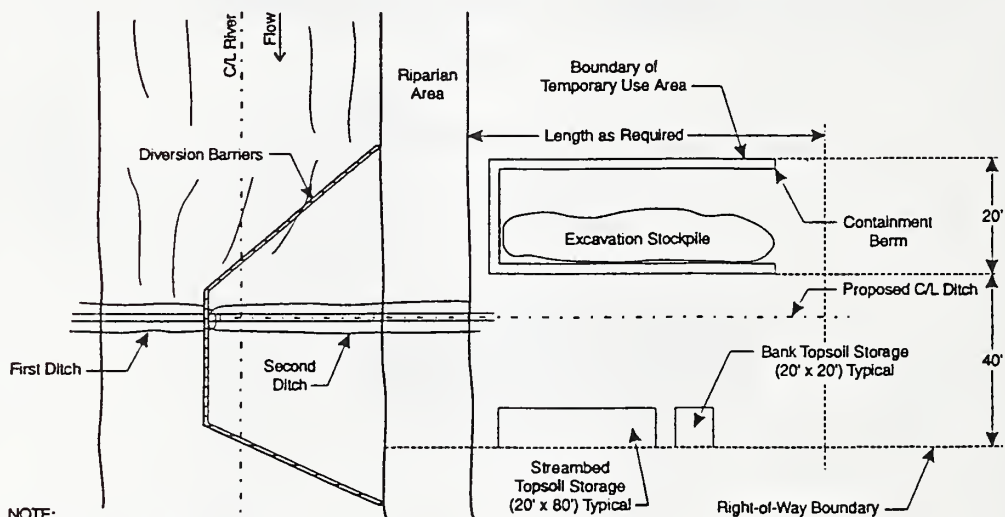 C/L River
Flow
Riparian
Area
Boundary of
Temporary Use Area
Length as Required
Diversion Barriers
Excavation Stockpile
Containment
Berm
20'
Proposed C/L Ditch
First Ditch
Second
Ditch
Bank Topsoil Storage
(20' x 20') Typical
40'
Streambed
Topsoil Storage
(20' x 80') Typical
Right-of-Way Boundary
NOTE: